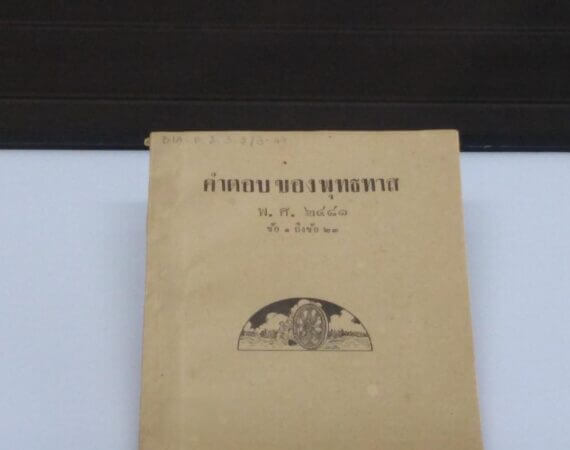 คำตอบ ของพุทธทาส
พ. ศ. ๒๔๘๑
ข้อ ๑ ถึงข้อ ๒๓